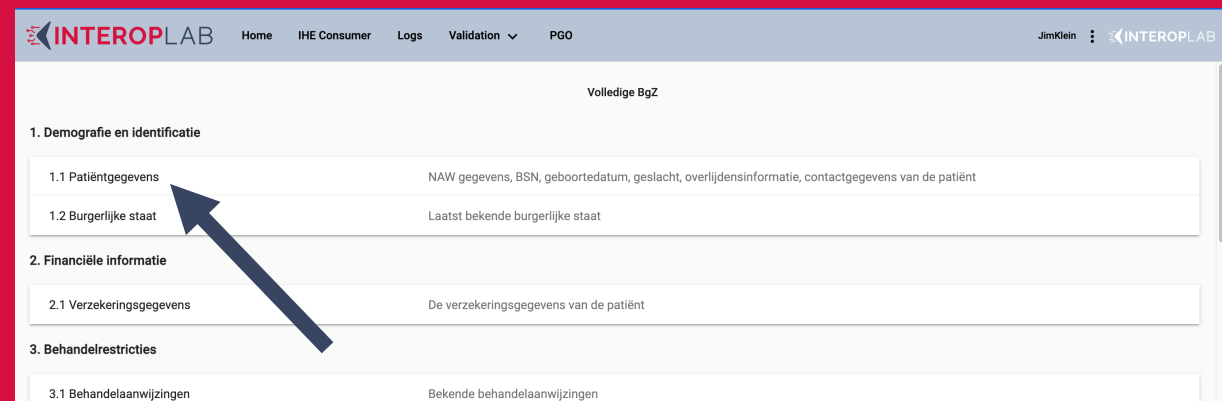 INTEROPLAB Home IHE Consumer Logs Validation PGO JimKlein INTEROPLAB
Volledige BgZ
1. Demografie en identificatie
1.1 Patiëntgegevens NAW gegevens, BSN, geboortedatum, geslacht, overlijdensinformatie, contactgegevens van de patiënt
1.2 Burgerlijke staat Laatst bekende burgerlijke staat
2. Financiële informatie
2.1 Verzekeringsgegevens De verzekeringsgegevens van de patiënt
3. Behandelrestricties
3.1 Behandelaanwijzingen Bekende behandelaanwijzingen